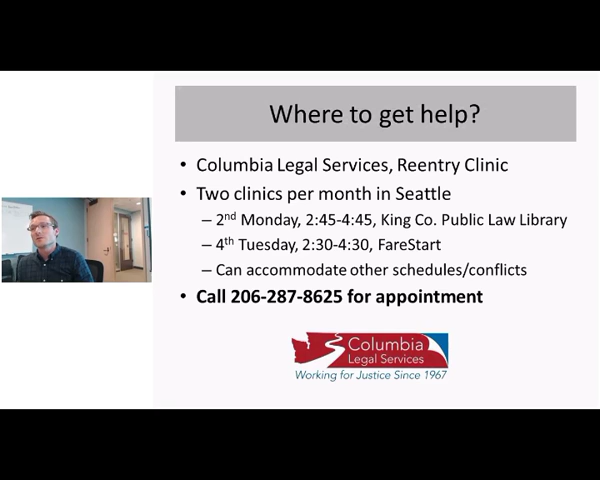 Where to get help?
• Columbia Legal Services, Reentry Clinic
• Two clinics per month in Seattle
– 2nd Monday, 2:45-4:45, King Co. Public Law Library
– 4th Tuesday, 2:30-4:30, FareStart
– Can accommodate other schedules/conflicts
• Call 206-287-8625 for appointment
Columbia
Legal Services
Working for Justice Since 1967